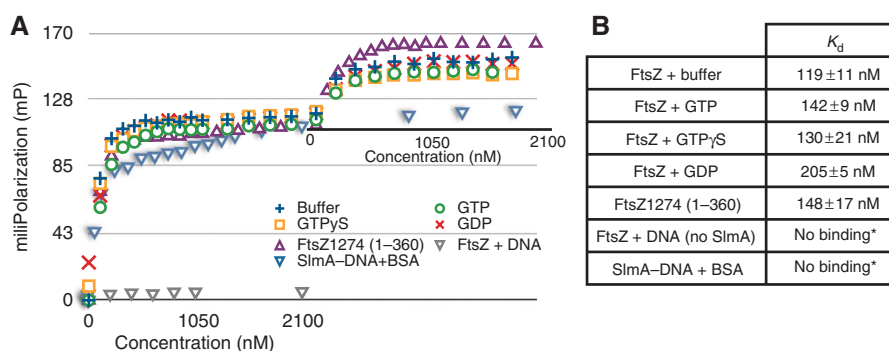 A
miliPolarization (mP)
170
128
85
43
0
0 1050 2100
Concentration (nM)
0 1050 2100
Concentration (nM)
Buffer
GTP
GTPyS
GDP
FtsZ1274 (1–360)
FtsZ + DNA
SlmA–DNA+BSA
B
Kd
FtsZ + buffer 119±11 nM
FtsZ + GTP 142±9 nM
FtsZ + GTPγS 130±21 nM
FtsZ + GDP 205±5 nM
FtsZ1274 (1–360) 148±17 nM
FtsZ + DNA (no SlmA) No binding*
SlmA–DNA + BSA No binding*